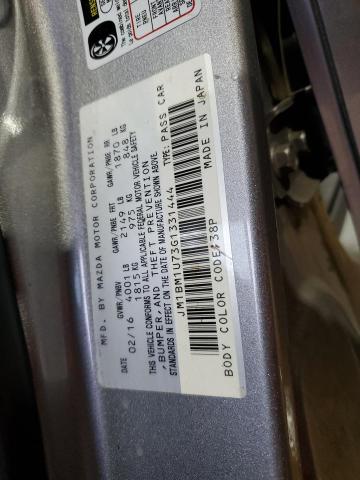 MFD. BY MAZDA MOTOR CORPORATION
DATE GVWR/PNBV GAWR/PNBE FRT GAWR/PNBE RR
02/16 4001 LB 2149 LB 1870 LB
1815 KG 975 KG 848 KG
THIS VEHICLE CONFORMS TO ALL APPLICABLE FEDERAL MOTOR VEHICLE SAFETY
, BUMPER, AND THEFT PREVENTION
STANDARDS IN EFFECT ON THE DATE OF MANUFACTURE SHOWN ABOVE.
JM1BM1U73G1331444 TYPE: PASS CAR
MADE IN JAPAN
BODY COLOR CODE: 38P